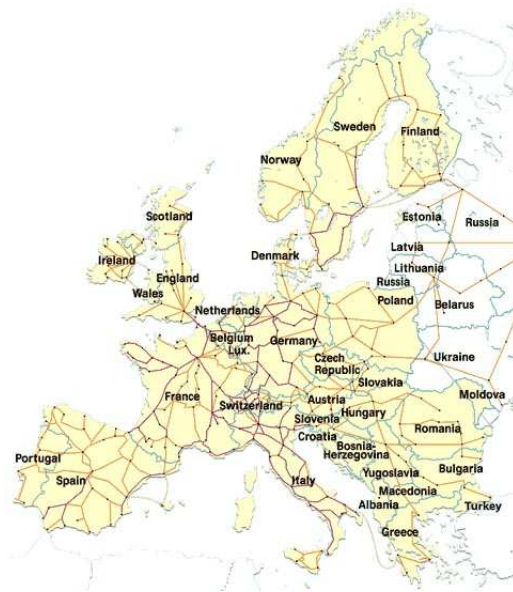 Sweden
Finland
Norway
Scotland
Estonia
Russia
Ireland
Denmark
Latvia
England
Lithuania
Wales
Russia
Netherlands
Poland
Belarus
Belgium
Lux.
Germany
Czech
Republic
Ukraine
Slovakia
France
Switzerland
Austria
Moldova
Hungary
Slovenia
Croatia
Romania
Bosnia-
Herzegovina
Portugal
Spain
Italy
Yugoslavia
Bulgaria
Macedonia
Albania
Turkey
Greece